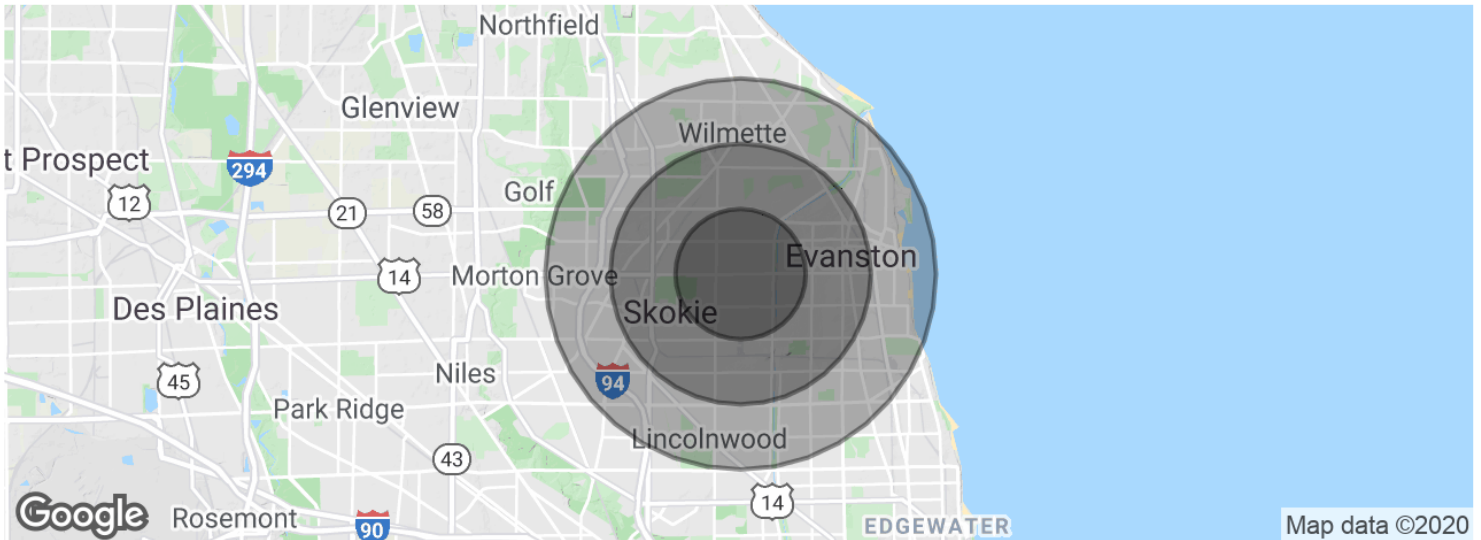 Northfield
Glenview
Wilmette
t Prospect
294
Golf
12
21
58
Evanston
14
Morton Grove
Des Plaines
Skokie
45
Niles
94
Park Ridge
Lincolnwood
43
14
Google
Rosemont
90
EDGEWATER
Map data ©2020